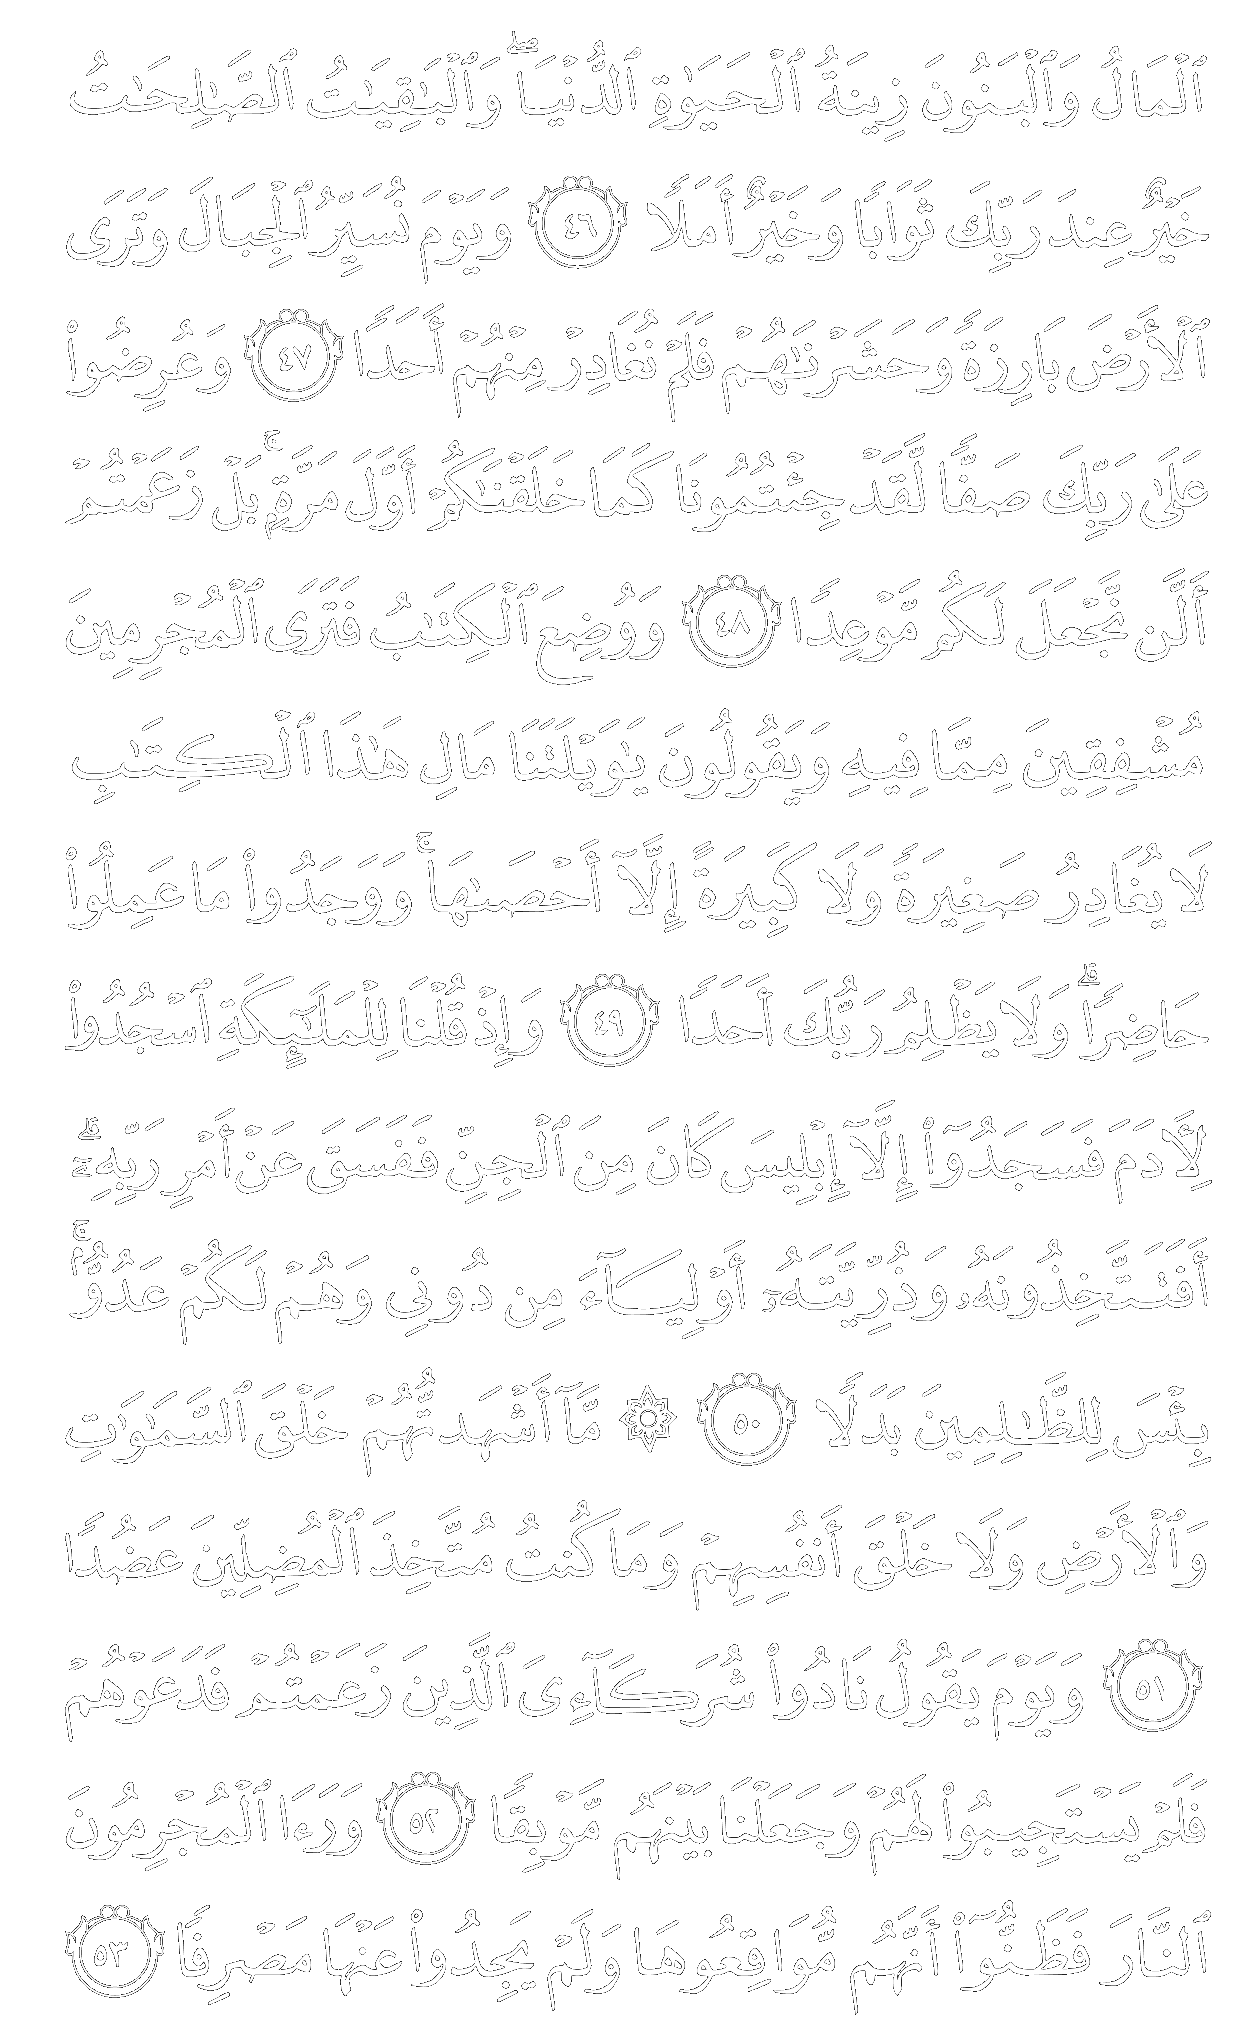 ٱلْمَالُ وَٱلْبَنُونَ زِينَةُ ٱلْحَيَوٰةِ ٱلدُّنْيَا ۖ وَٱلْبَٰقِيَٰتُ ٱلصَّٰلِحَٰتُ
خَيْرٌ عِندَ رَبِّكَ ثَوَابًا وَخَيْرٌ أَمَلًا ٤٦ وَيَوْمَ نُسَيِّرُ ٱلْجِبَالَ وَتَرَى
ٱلْأَرْضَ بَارِزَةً وَحَشَرْنَٰهُمْ فَلَمْ نُغَادِرْ مِنْهُمْ أَحَدًا ٤٧ وَعُرِضُوا۟
عَلَىٰ رَبِّكَ صَفًّا لَّقَدْ جِئْتُمُونَا كَمَا خَلَقْنَٰكُمْ أَوَّلَ مَرَّةٍۭ ۚ بَلْ زَعَمْتُمْ
أَلَّن نَّجْعَلَ لَكُم مَّوْعِدًا ٤٨ وَوُضِعَ ٱلْكِتَٰبُ فَتَرَى ٱلْمُجْرِمِينَ
مُشْفِقِينَ مِمَّا فِيهِ وَيَقُولُونَ يَٰوَيْلَتَنَا مَالِ هَٰذَا ٱلْكِتَٰبِ
لَا يُغَادِرُ صَغِيرَةً وَلَا كَبِيرَةً إِلَّآ أَحْصَىٰهَا ۚ وَوَجَدُوا۟ مَا عَمِلُوا۟
حَاضِرًا ۗ وَلَا يَظْلِمُ رَبُّكَ أَحَدًا ٤٩ وَإِذْ قُلْنَا لِلْمَلَٰٓئِكَةِ ٱسْجُدُوا۟
لِءَادَمَ فَسَجَدُوٓا۟ إِلَّآ إِبْلِيسَ كَانَ مِنَ ٱلْجِنِّ فَفَسَقَ عَنْ أَمْرِ رَبِّهِۦٓ ۗ
أَفَتَتَّخِذُونَهُۥ وَذُرِّيَّتَهُۥٓ أَوْلِيَآءَ مِن دُونِى وَهُمْ لَكُمْ عَدُوٌّۢ ۚ
بِئْسَ لِلظَّٰلِمِينَ بَدَلًا ٥٠ ۞ مَّآ أَشْهَدتُّهُمْ خَلْقَ ٱلسَّمَٰوَٰتِ
وَٱلْأَرْضِ وَلَا خَلْقَ أَنفُسِهِمْ وَمَا كُنتُ مُتَّخِذَ ٱلْمُضِلِّينَ عَضُدًا
٥١ وَيَوْمَ يَقُولُ نَادُوا۟ شُرَكَآءِىَ ٱلَّذِينَ زَعَمْتُمْ فَدَعَوْهُمْ
فَلَمْ يَسْتَجِيبُوا۟ لَهُمْ وَجَعَلْنَا بَيْنَهُم مَّوْبِقًا ٥٢ وَرَءَا ٱلْمُجْرِمُونَ
ٱلنَّارَ فَظَنُّوٓا۟ أَنَّهُم مُّوَاقِعُوهَا وَلَمْ يَجِدُوا۟ عَنْهَا مَصْرِفًا ٥٣